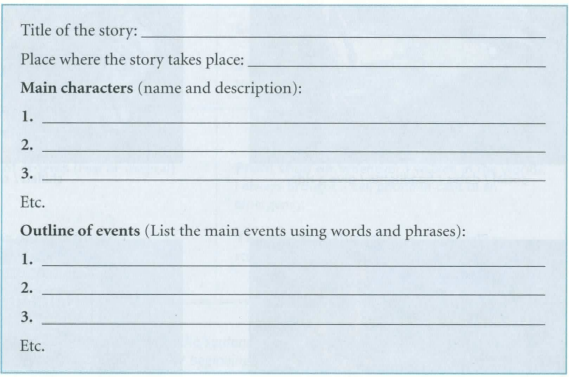 Title of the story:
Place where the story takes place:
Main characters (name and description):
1.
2.
3.
Etc.
Outline of events (List the main events using words and phrases):
1.
2.
3.
Etc.